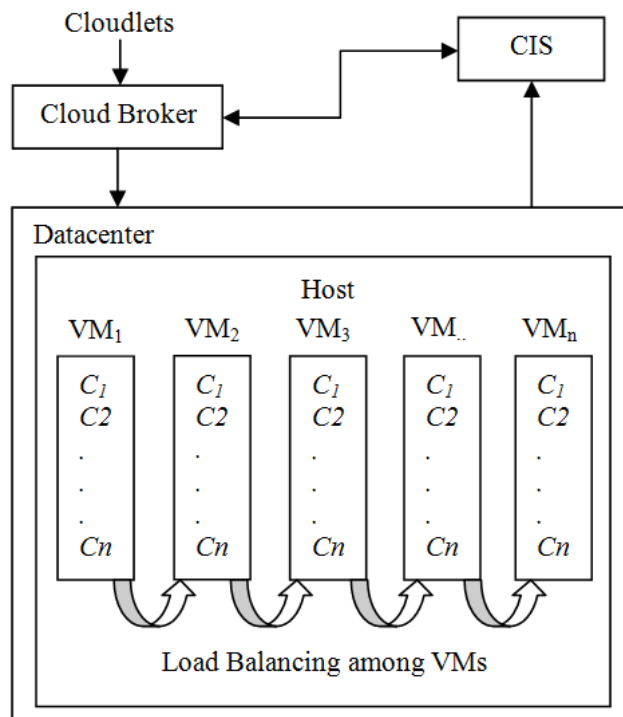 Cloudlets
CIS
Cloud Broker
Datacenter
Host
VM₁ VM₂ VM₃ VM.. VMₙ
C₁ C₁ C₁ C₁ C₁
C2 C2 C2 C2 C2
. . . . .
. . . . .
. . . . .
Cn Cn Cn Cn Cn
Load Balancing among VMs